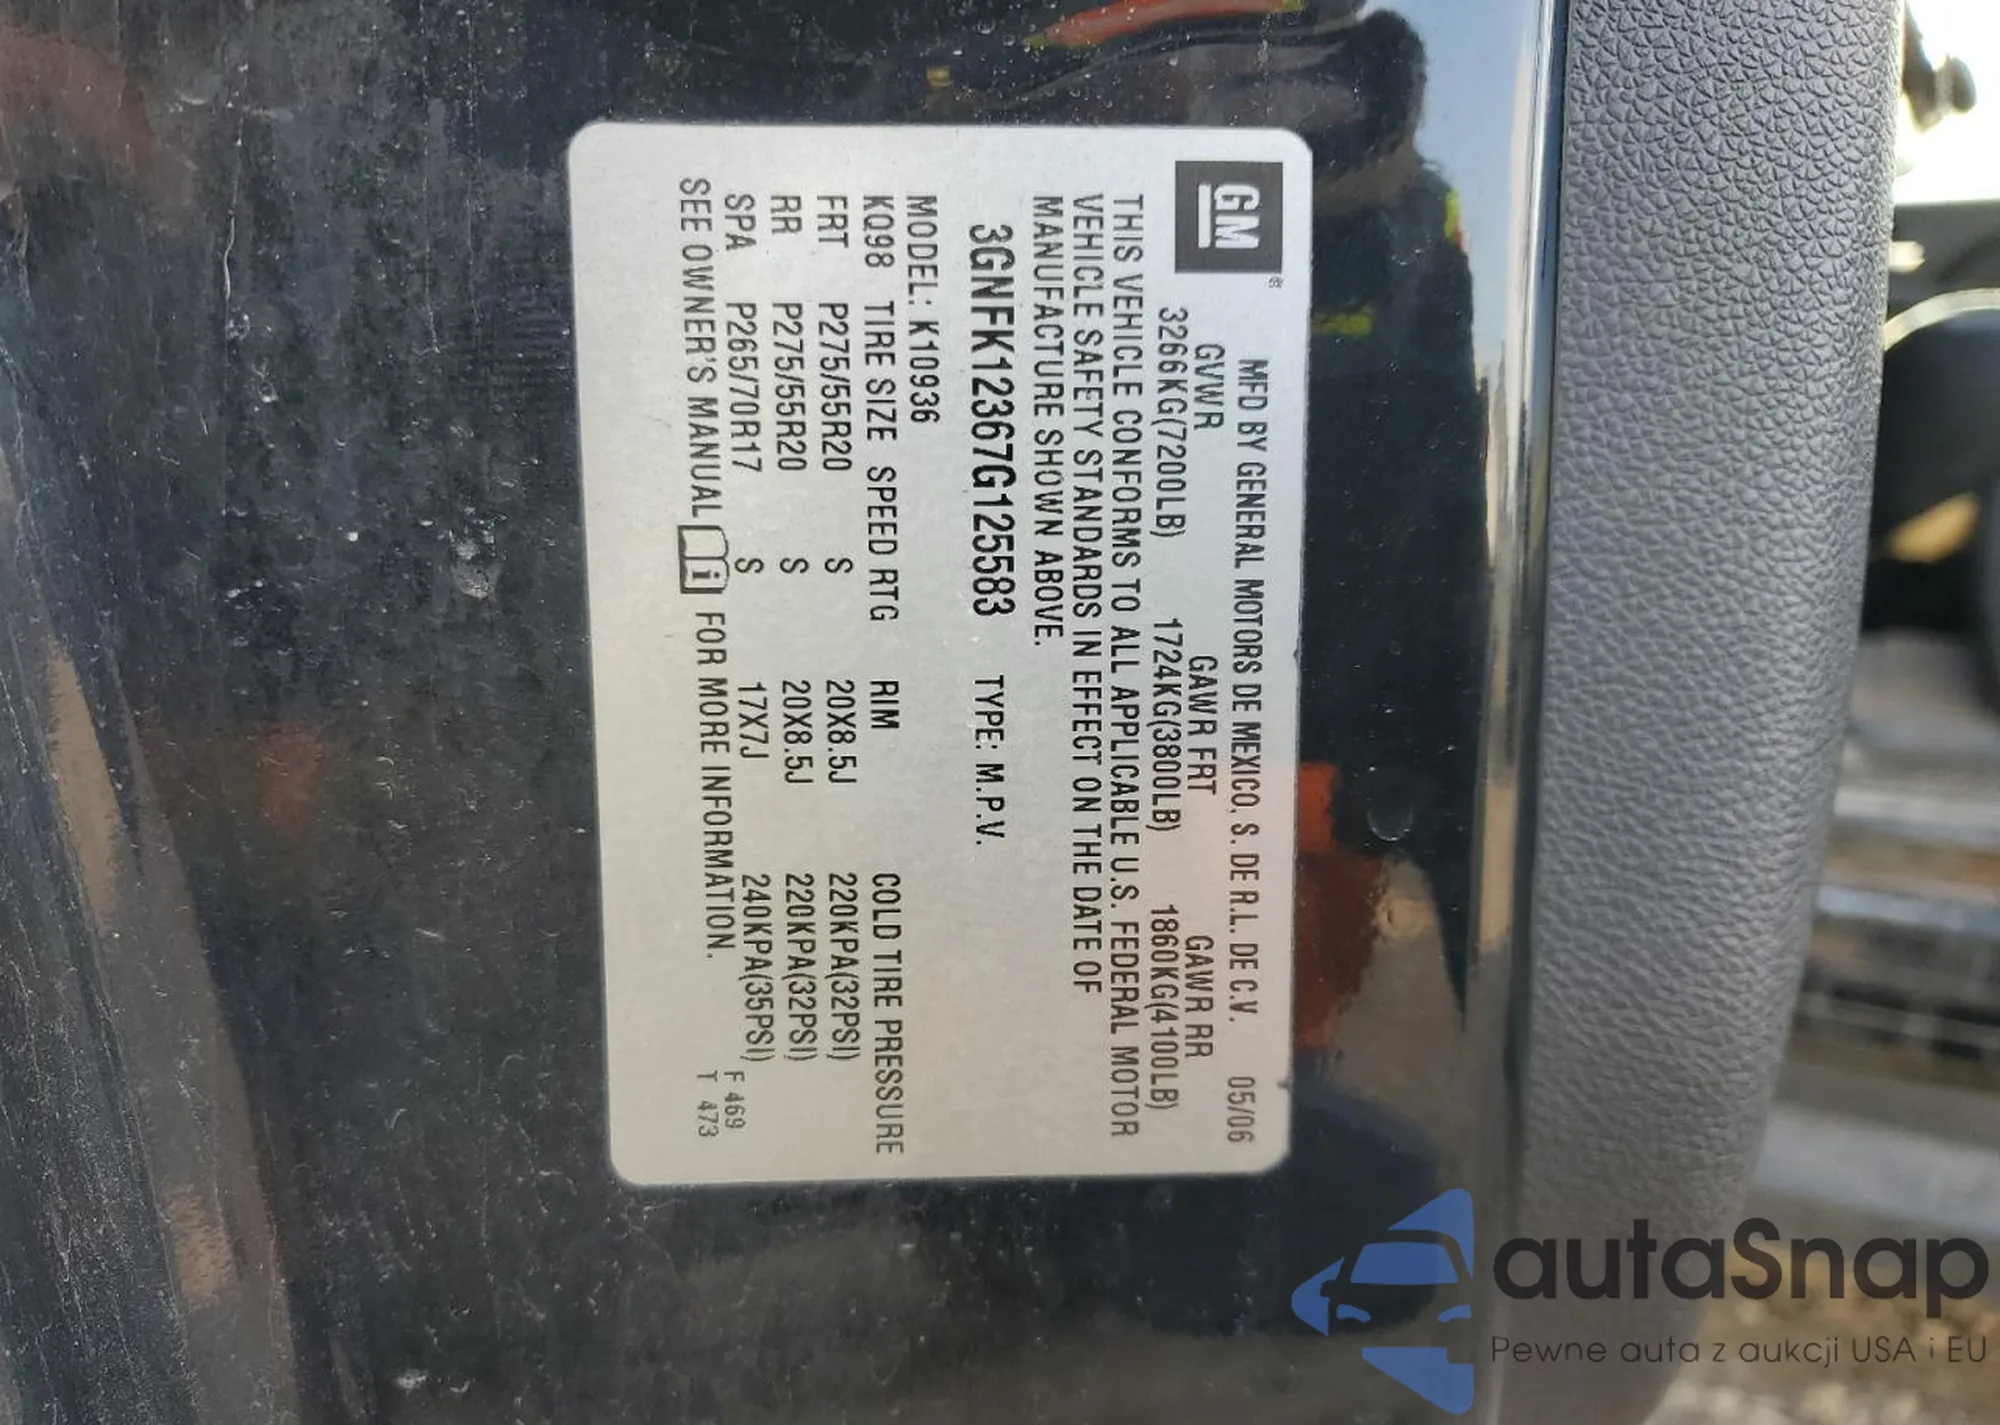 GM®
MFD BY GENERAL MOTORS DE MEXICO, S. DE R.L. DE C.V. 05/06
GVWR GAWR FRT GAWR RR
3266KG(7200LB) 1724KG(3800LB) 1860KG(4100LB)
THIS VEHICLE CONFORMS TO ALL APPLICABLE U.S. FEDERAL MOTOR
VEHICLE SAFETY STANDARDS IN EFFECT ON THE DATE OF
MANUFACTURE SHOWN ABOVE.
3GNFK12367G125583 TYPE: M.P.V.
MODEL: K10936
KQ98 TIRE SIZE SPEED RTG RIM COLD TIRE PRESSURE
FRT P275/55R20 S 20X8.5J 220KPA(32PSI)
RR P275/55R20 S 20X8.5J 220KPA(32PSI)
SPA P265/70R17 S 17X7J 240KPA(35PSI)
SEE OWNER'S MANUAL i FOR MORE INFORMATION.
F 469
T 473
autaSnap
Pewne auta z aukcji USA i EU